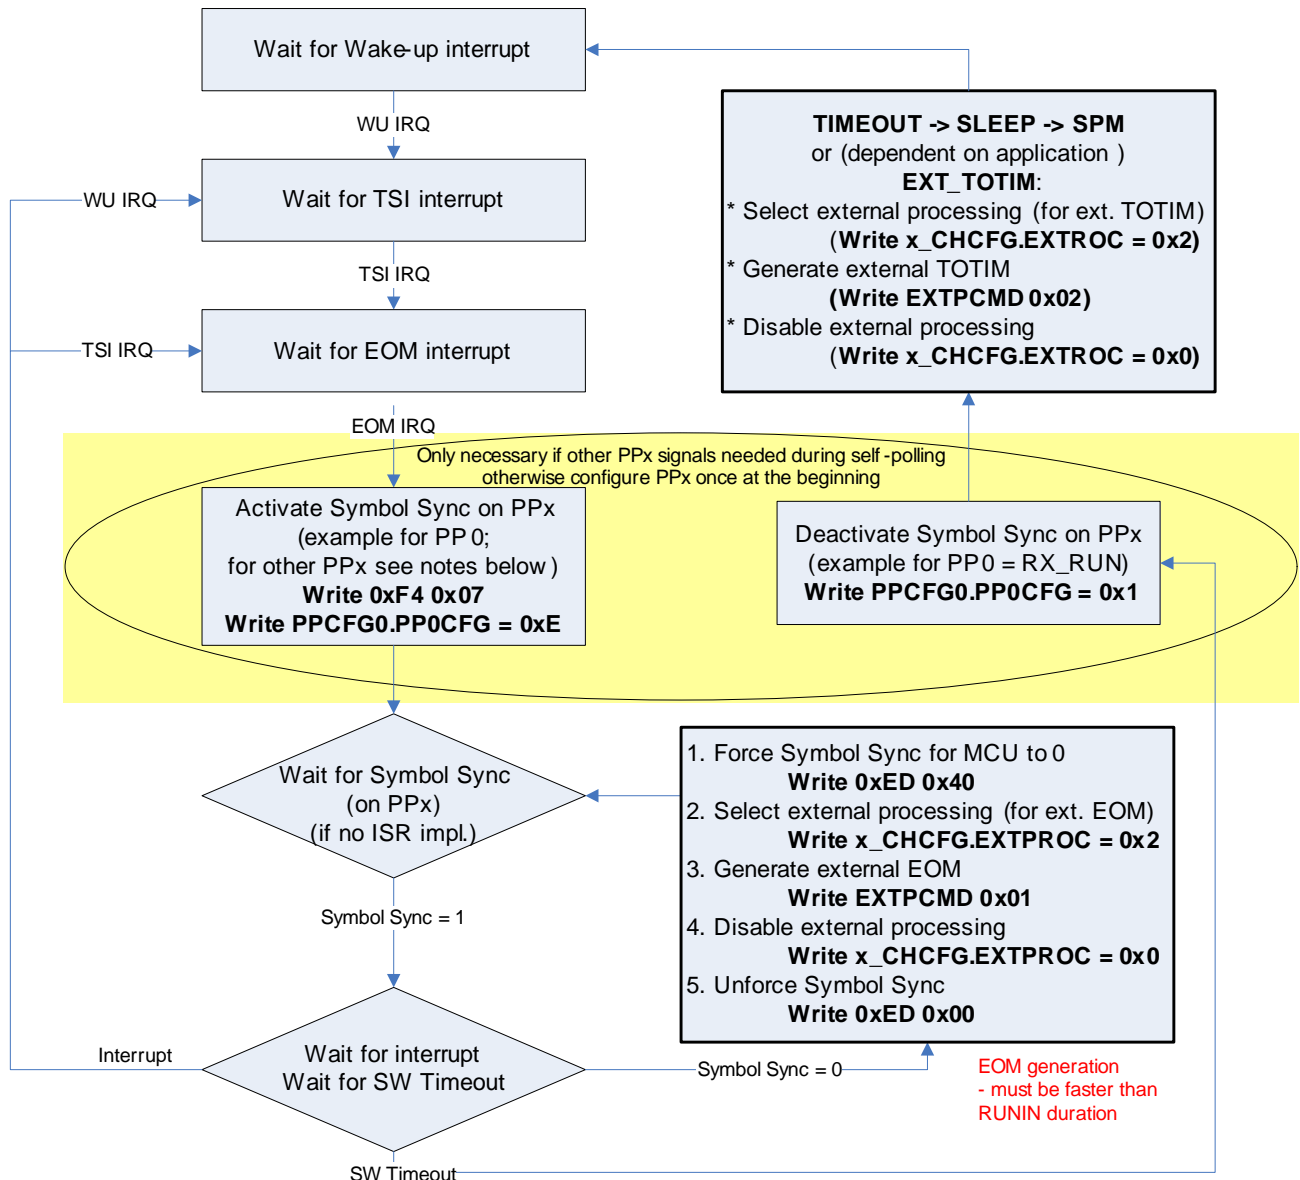 Wait for Wake-up interrupt
WU IRQ
WU IRQ
Wait for TSI interrupt
TSI IRQ
TSI IRQ
Wait for EOM interrupt
EOM IRQ
TIMEOUT -> SLEEP -> SPM
or (dependent on application )
EXT_TOTIM:
* Select external processing (for ext. TOTIM)
(Write x_CHCFG.EXTROC = 0x2)
* Generate external TOTIM
(Write EXTPCMD 0x02)
* Disable external processing
(Write x_CHCFG.EXTROC = 0x0)
Only necessary if other PPx signals needed during self-polling
otherwise configure PPx once at the beginning
Activate Symbol Sync on PPx
(example for PP0;
for other PPx see notes below)
Write 0xF4 0x07
Write PPCFG0.PP0CFG = 0xE
Deactivate Symbol Sync on PPx
(example for PP0 = RX_RUN)
Write PPCFG0.PP0CFG = 0x1
Wait for Symbol Sync
(on PPx)
(if no ISR impl.)
Symbol Sync = 1
1. Force Symbol Sync for MCU to 0
Write 0xED 0x40
2. Select external processing (for ext. EOM)
Write x_CHCFG.EXTPROC = 0x2
3. Generate external EOM
Write EXTPCMD 0x01
4. Disable external processing
Write x_CHCFG.EXTPROC = 0x0
5. Unforce Symbol Sync
Write 0xED 0x00
Interrupt
Wait for interrupt
Wait for SW Timeout
Symbol Sync = 0
EOM generation
- must be faster than
RUNIN duration
SW Timeout